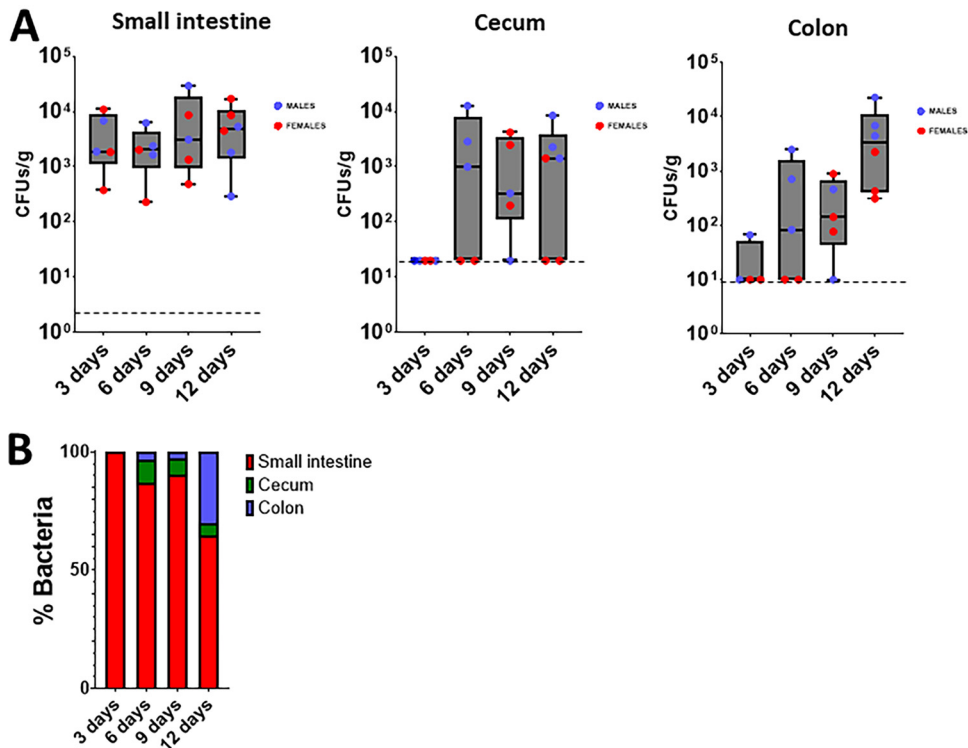 A
Small intestine
CFUs/g
10⁵
10⁴
10³
10²
10¹
10⁰
MALES
FEMALES
3 days
6 days
9 days
12 days
Cecum
CFUs/g
10⁵
10⁴
10³
10²
10¹
10⁰
MALES
FEMALES
3 days
6 days
9 days
12 days
Colon
CFUs/g
10⁵
10⁴
10³
10²
10¹
10⁰
MALES
FEMALES
3 days
6 days
9 days
12 days
B
% Bacteria
100
50
0
Small intestine
Cecum
Colon
3 days
6 days
9 days
12 days